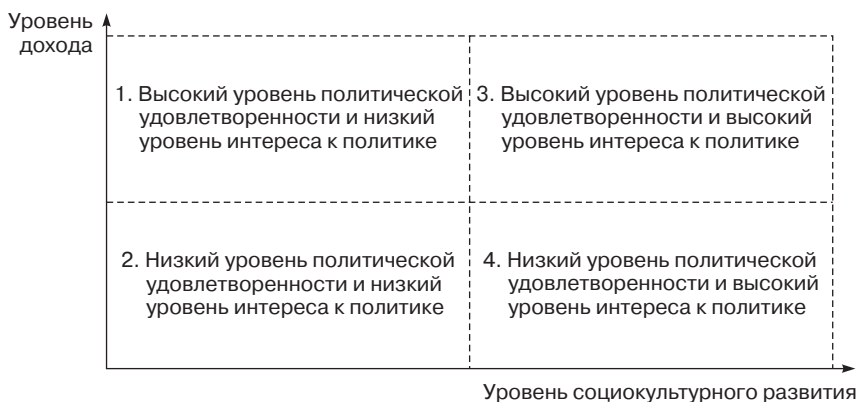 Уровень
дохода
1. Высокий уровень политической
удовлетворенности и низкий
уровень интереса к политике
3. Высокий уровень политической
удовлетворенности и высокий
уровень интереса к политике
2. Низкий уровень политической
удовлетворенности и низкий
уровень интереса к политике
4. Низкий уровень политической
удовлетворенности и высокий
уровень интереса к политике
Уровень социокультурного развития